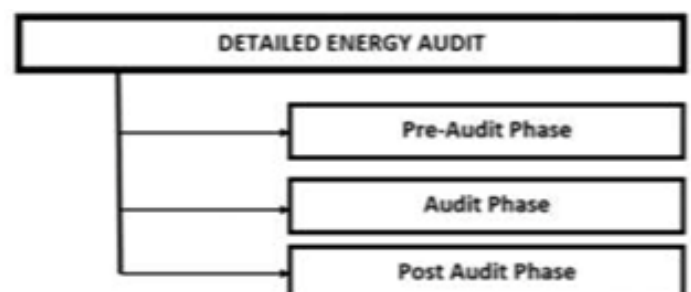 DETAILED ENERGY AUDIT
Pre-Audit Phase
Audit Phase
Post Audit Phase